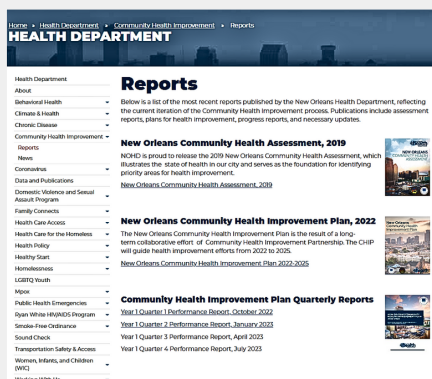 Home • Health Department • Community Health Improvement • Reports
HEALTH DEPARTMENT
Health Department
About
Behavioral Health
Climate & Health
Chronic Disease
Community Health Improvement
Reports
News
Coronavirus
Data and Publications
Domestic Violence and Sexual
Assault Program
Family Connects
Health Care Access
Health Care for the Homeless
Health Policy
Healthy Start
Homelessness
LGBTQ Youth
Mpox
Public Health Emergencies
Ryan White HIV/AIDS Program
Smoke-Free Ordinance
Sound Check
Transportation Safety & Access
Women, Infants, and Children
(WIC)
Working With Us
Reports
Below is a list of the most recent reports published by the New Orleans Health Department, reflecting
the current iteration of the Community Health Improvement process. Publications include assessment
reports, plans for health improvement, progress reports, and necessary updates.
New Orleans Community Health Assessment, 2019
NOHD is proud to release the 2019 New Orleans Community Health Assessment, which
illustrates the state of health in our city and serves as the foundation for identifying
priority areas for health improvement.
New Orleans Community Health Assessment, 2019
NEW ORLEANS
COMMUNITY HEALTH
ASSESSMENT
New Orleans Community Health Improvement Plan, 2022
The New Orleans Community Health Improvement Plan is the result of a long-
term collaborative effort of Community Health Improvement Partnership. The CHIP
will guide health improvement efforts from 2022 to 2025.
New Orleans Community Health Improvement Plan 2022-2025
New Orleans
Community Health
Improvement Plan
Community Health Improvement Plan Quarterly Reports
Year 1 Quarter 1 Performance Report, October 2022
Year 1 Quarter 2 Performance Report, January 2023
Year 1 Quarter 3 Performance Report, April 2023
Year 1 Quarter 4 Performance Report, July 2023